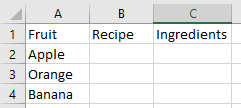 A B C
1 Fruit Recipe Ingredients
2 Apple
3 Orange
4 Banana